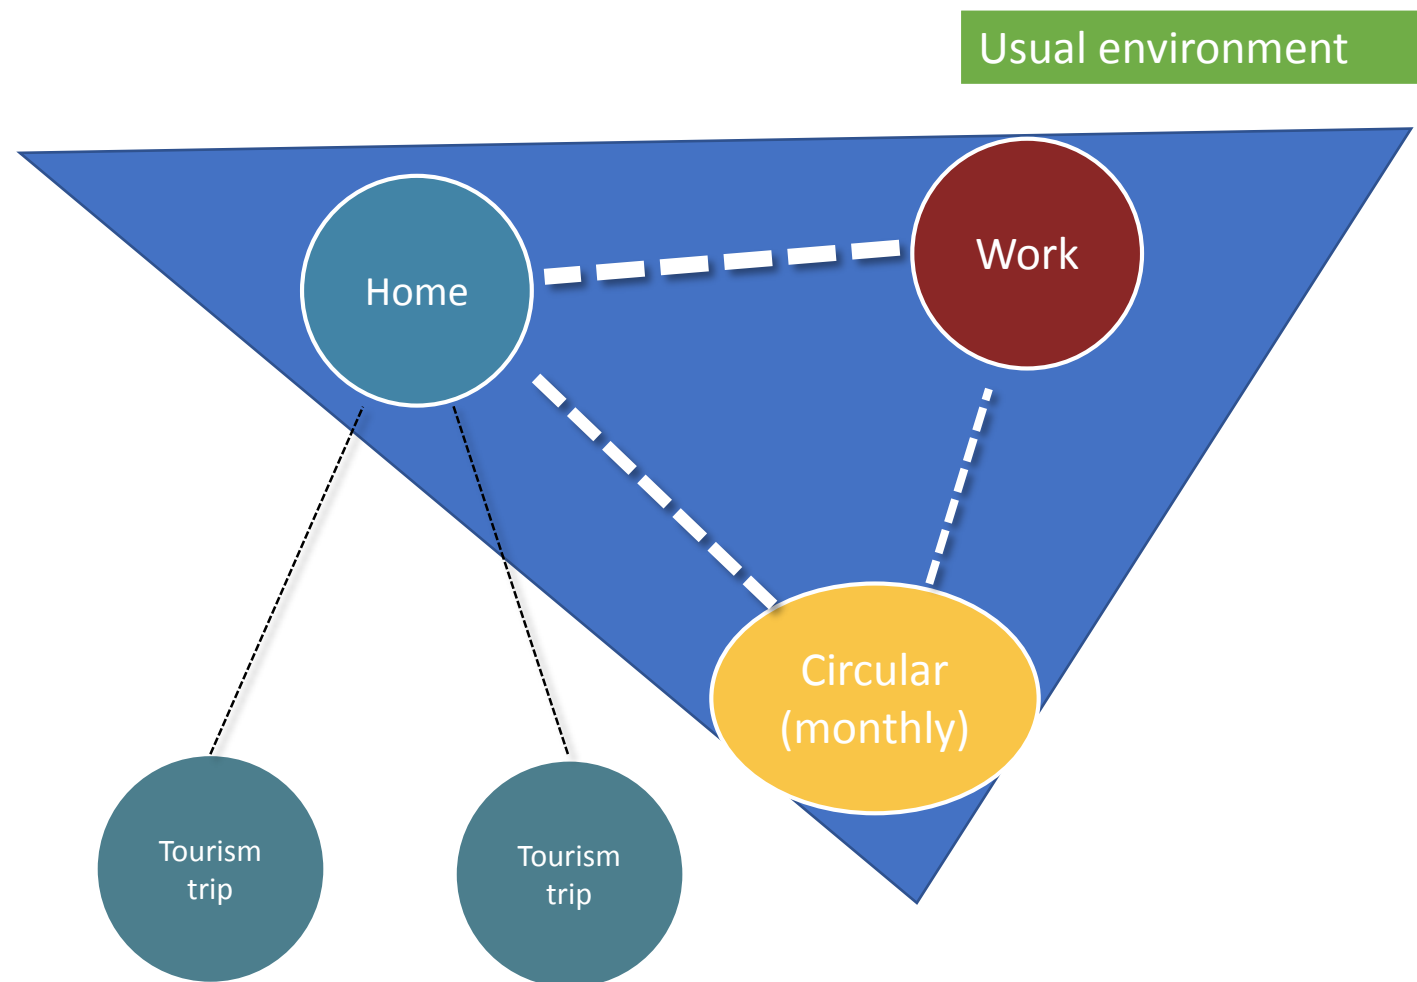 Usual environment
Home
Work
Circular
(monthly)
Tourism
trip
Tourism
trip